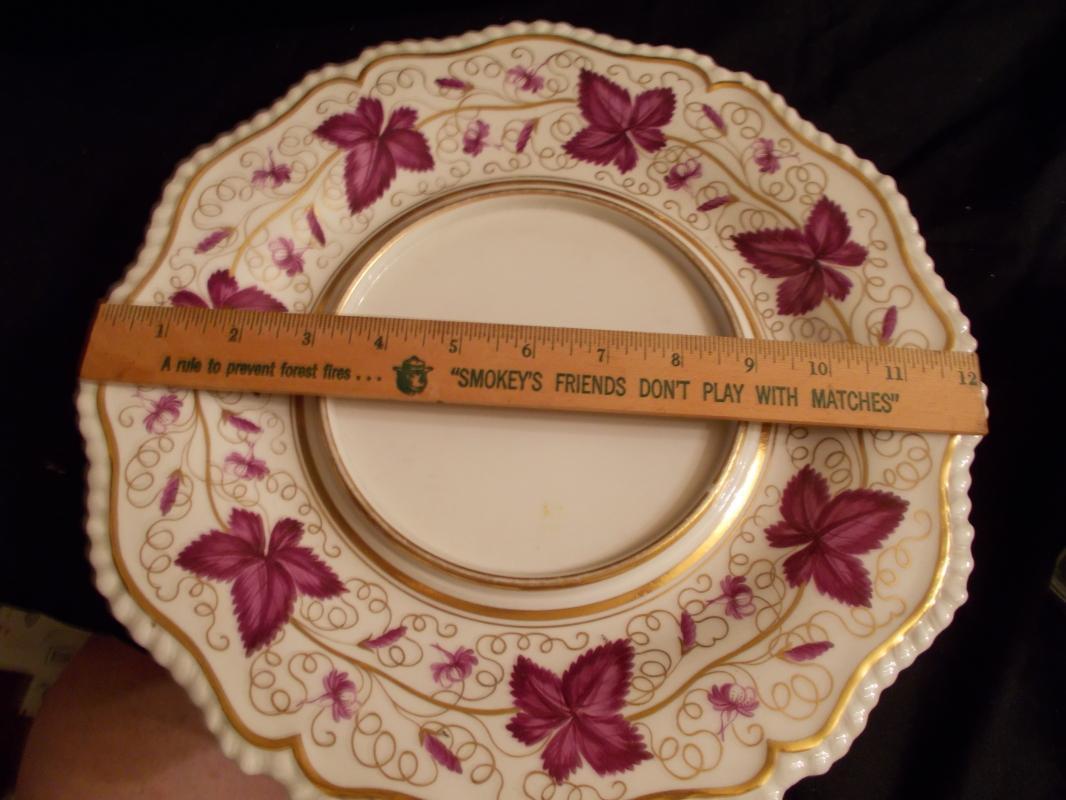 1 2 3 4 5 6 7 8 9 10 11 12
A rule to prevent forest fires . . . "SMOKEY'S FRIENDS DON'T PLAY WITH MATCHES"